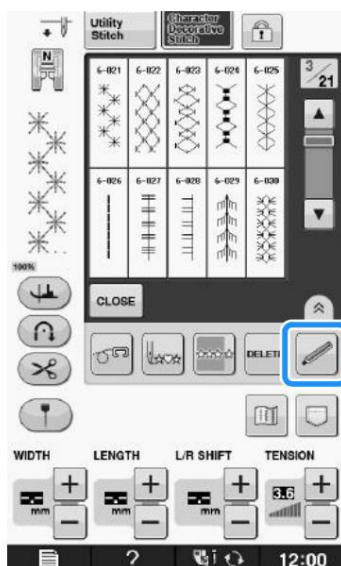 Utility
Stitch
Character
Decorative
Stitch
N
3/21
6-021 6-022 6-023 6-024 6-025
6-026 6-027 6-028 6-029 6-030
100%
CLOSE
DELETE
WIDTH LENGTH L/R SHIFT TENSION
+ + + +
3.6
mm mm mm
− − − −
? i 12:00